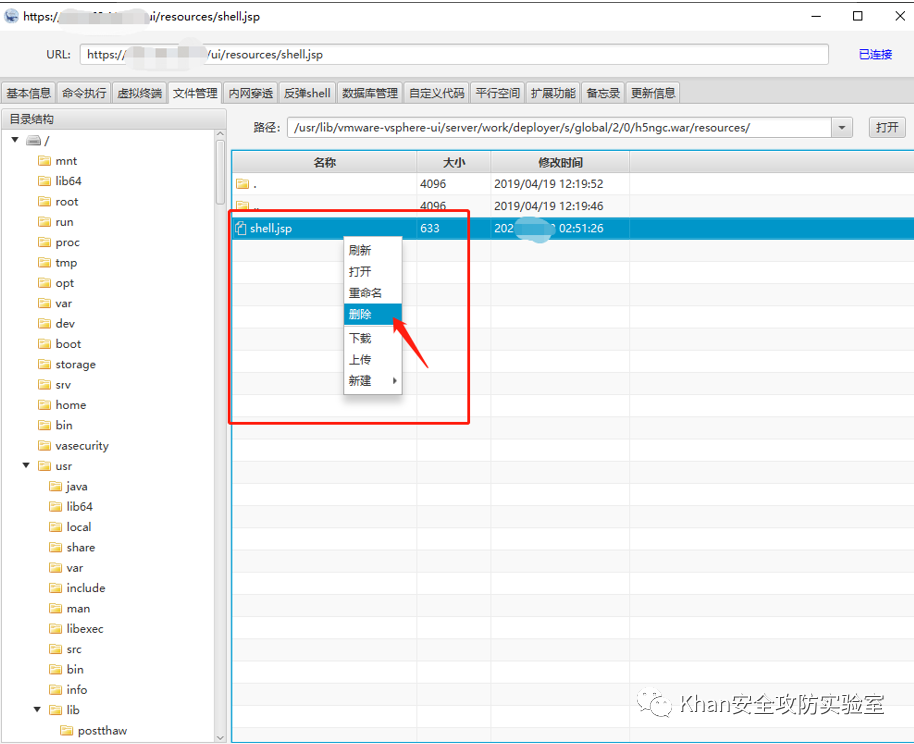 https:/
ui/resources/shell.jsp
URL:
https:/
/ui/resources/shell.jsp
已连接
基本信息
命令执行
虚拟终端
文件管理
内网穿透
反弹shell
数据库管理
自定义代码
平行空间
扩展功能
备忘录
更新信息
目录结构
/
mnt
lib64
root
run
proc
tmp
opt
var
dev
boot
storage
srv
home
bin
vasecurity
usr
java
lib64
local
share
var
include
man
libexec
src
bin
info
lib
postthaw
路径:
/usr/lib/vmware-vsphere-ui/server/work/deployer/s/global/2/0/h5ngc.war/resources/
打开
名称 大小 修改时间
. 4096 2019/04/19 12:19:52
.. 4096 2019/04/19 12:19:46
shell.jsp 633 202 02:51:26
刷新
打开
重命名
删除
下载
上传
新建
Khan安全攻防实验室